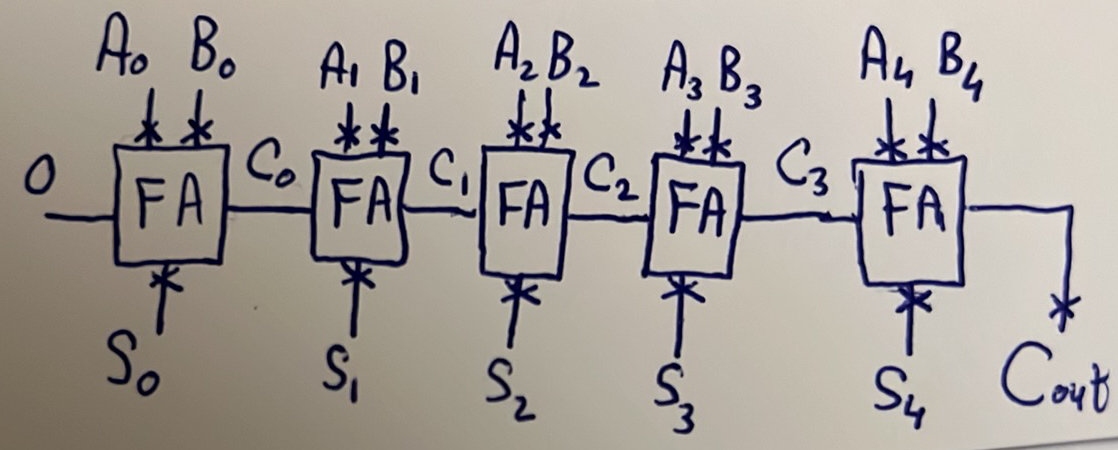 A₀ B₀ A₁ B₁ A₂ B₂ A₃ B₃ A₄ B₄
0 FA C₀ FA C₁ FA C₂ FA C₃ FA
S₀ S₁ S₂ S₃ S₄ Cout